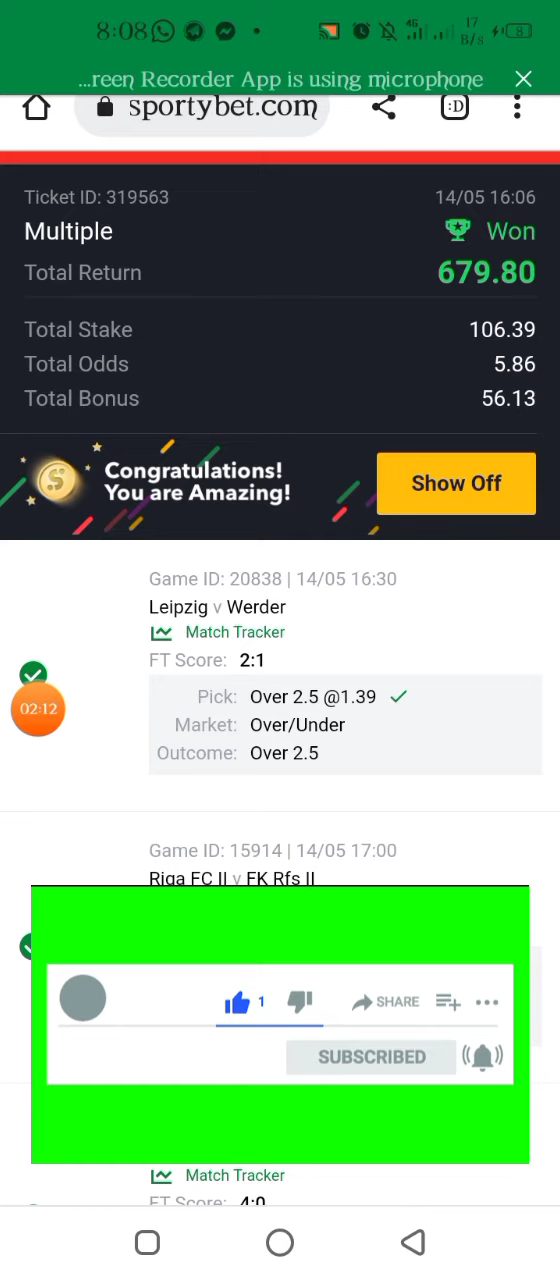 8:08 4G 17 B/s 8
...reen Recorder App is using microphone
sportybet.com :D
Ticket ID: 319563 14/05 16:06
Multiple Won
Total Return 679.80
Total Stake 106.39
Total Odds 5.86
Total Bonus 56.13
Congratulations!
You are Amazing!
Show Off
Game ID: 20838 | 14/05 16:30
Leipzig v Werder
Match Tracker
FT Score: 2:1
02:12
Pick: Over 2.5 @1.39
Market: Over/Under
Outcome: Over 2.5
Game ID: 15914 | 14/05 17:00
Riga FC II v FK Rfs II
1 SHARE
SUBSCRIBED
Match Tracker
FT Score: 4:0